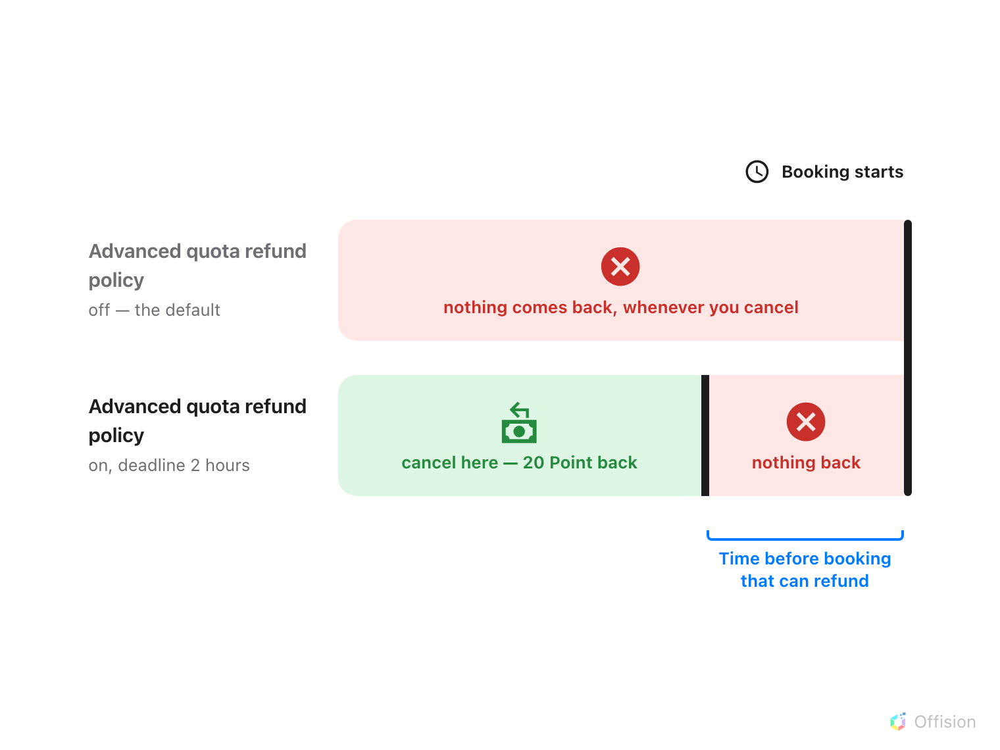 Booking starts
Advanced quota refund
policy
off — the default
nothing comes back, whenever you cancel
Advanced quota refund
policy
on, deadline 2 hours
cancel here — 20 Point back
nothing back
Time before booking
that can refund
Offision